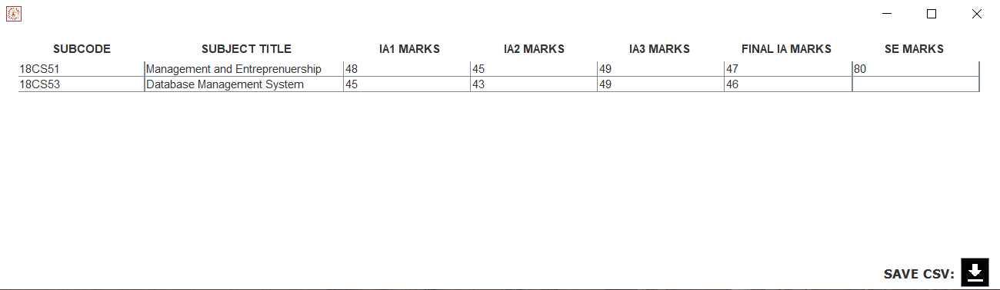 SUBCODE SUBJECT TITLE IA1 MARKS IA2 MARKS IA3 MARKS FINAL IA MARKS SE MARKS
18CS51 Management and Entreprenuership 48 45 49 47 80
18CS53 Database Management System 45 43 49 46
SAVE CSV: